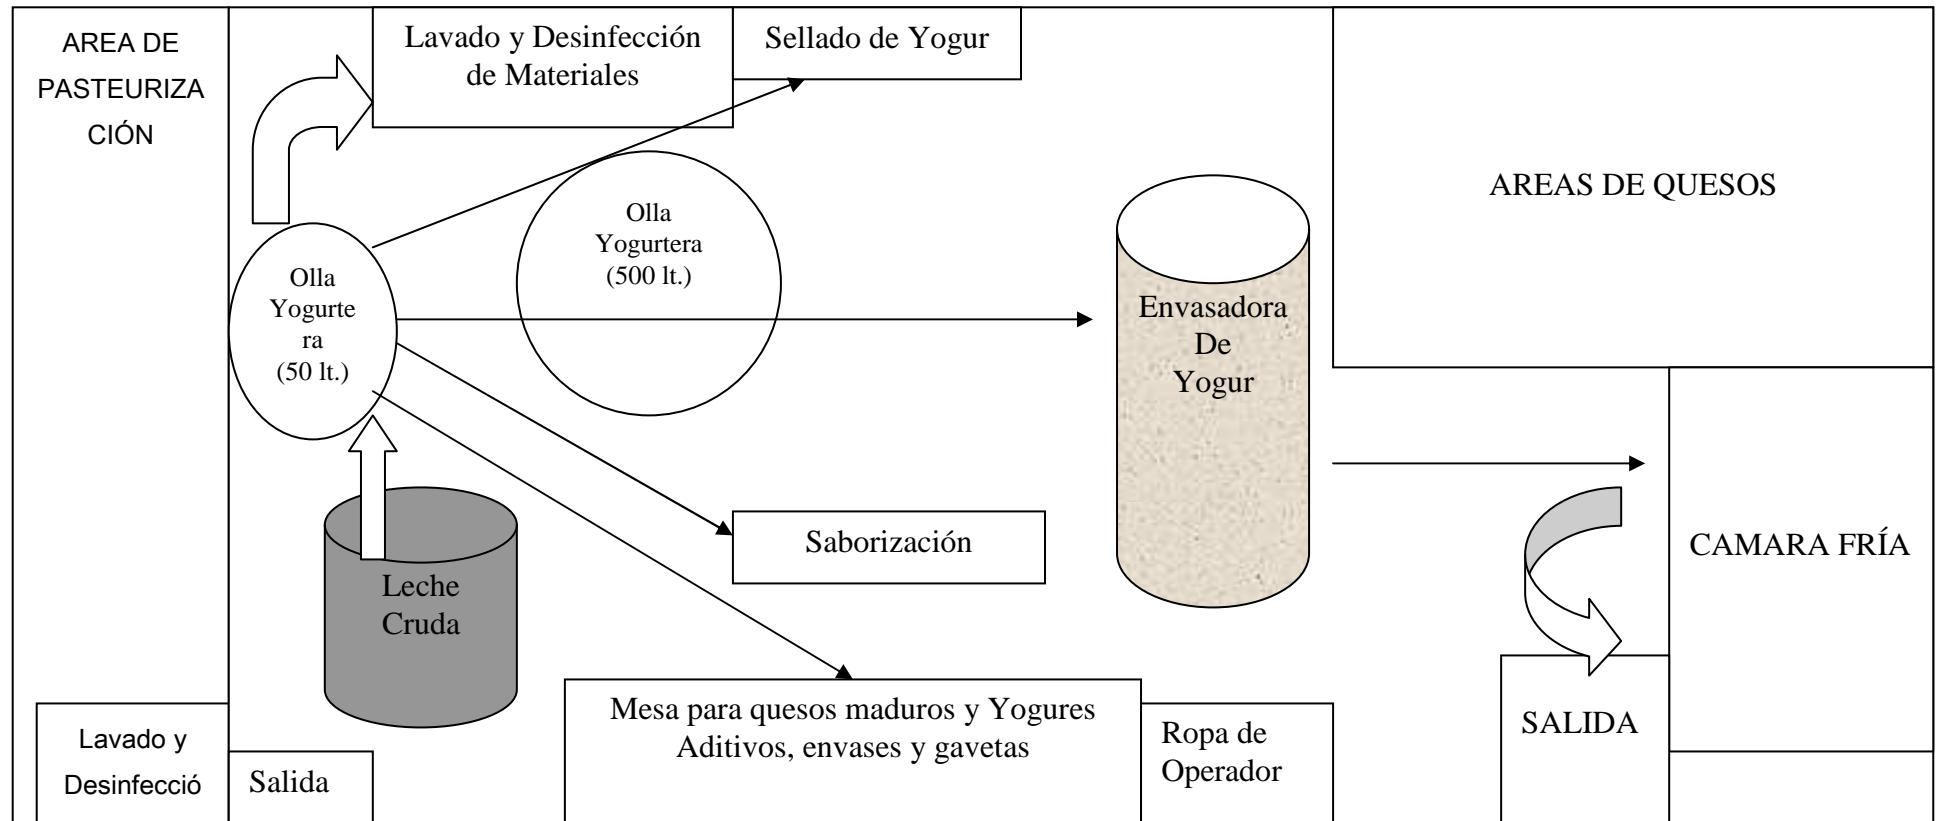 AREA DE
PASTEURIZA
CIÓN
Lavado y Desinfección
de Materiales
Sellado de Yogur
AREAS DE QUESOS
Olla
Yogurtera
(500 lt.)
Olla
Yogurte
ra
(50 lt.)
Envasadora
De
Yogur
Saborización
CAMARA FRÍA
Leche
Cruda
Mesa para quesos maduros y Yogures
Aditivos, envases y gavetas
Ropa de
Operador
SALIDA
Lavado y
Desinfecció
Salida